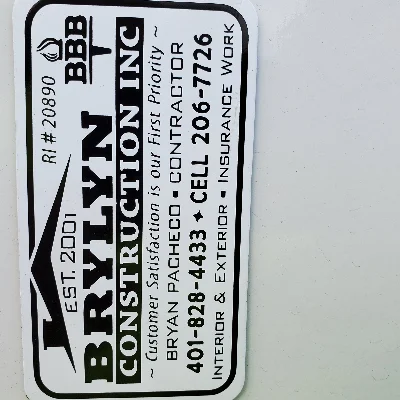 RI # 20890
BBB
EST. 2001
BRYLYN
CONSTRUCTION INC
~ Customer Satisfaction is our First Priority ~
BRYAN PACHECO • CONTRACTOR
401-828-4433 ✦ CELL 206-7726
INTERIOR & EXTERIOR • INSURANCE WORK